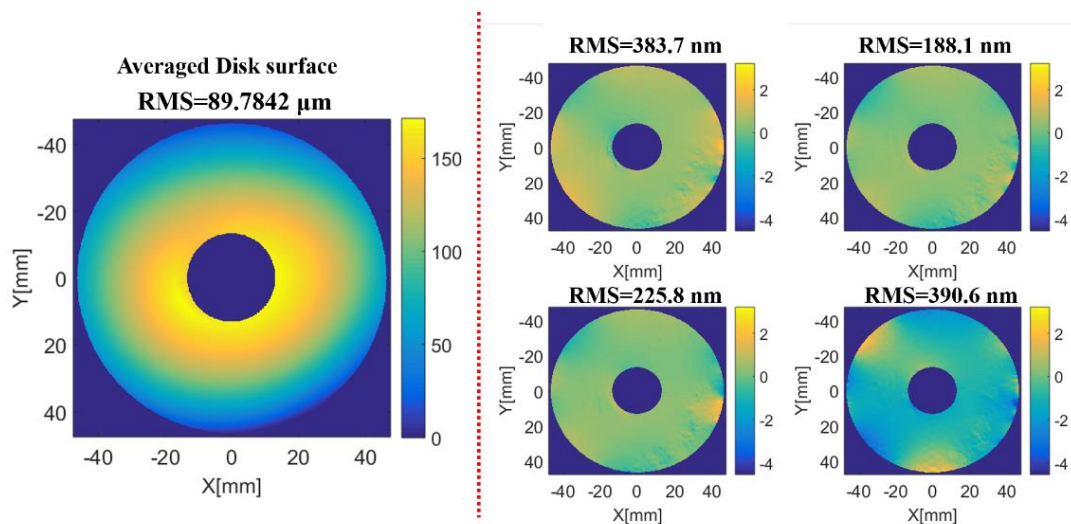 Averaged Disk surface
RMS=89.7842 μm
-40
-20
0
20
40
Y[mm]
-40 -20 0 20 40
X[mm]
150
100
50
0
RMS=383.7 nm
-40
-20
0
20
40
Y[mm]
-40 -20 0 20 40
X[mm]
2
0
-2
-4
RMS=188.1 nm
-40
-20
0
20
40
Y[mm]
-40 -20 0 20 40
X[mm]
2
0
-2
-4
RMS=225.8 nm
-40
-20
0
20
40
Y[mm]
-40 -20 0 20 40
X[mm]
2
0
-2
-4
RMS=390.6 nm
-40
-20
0
20
40
Y[mm]
-40 -20 0 20 40
X[mm]
2
0
-2
-4